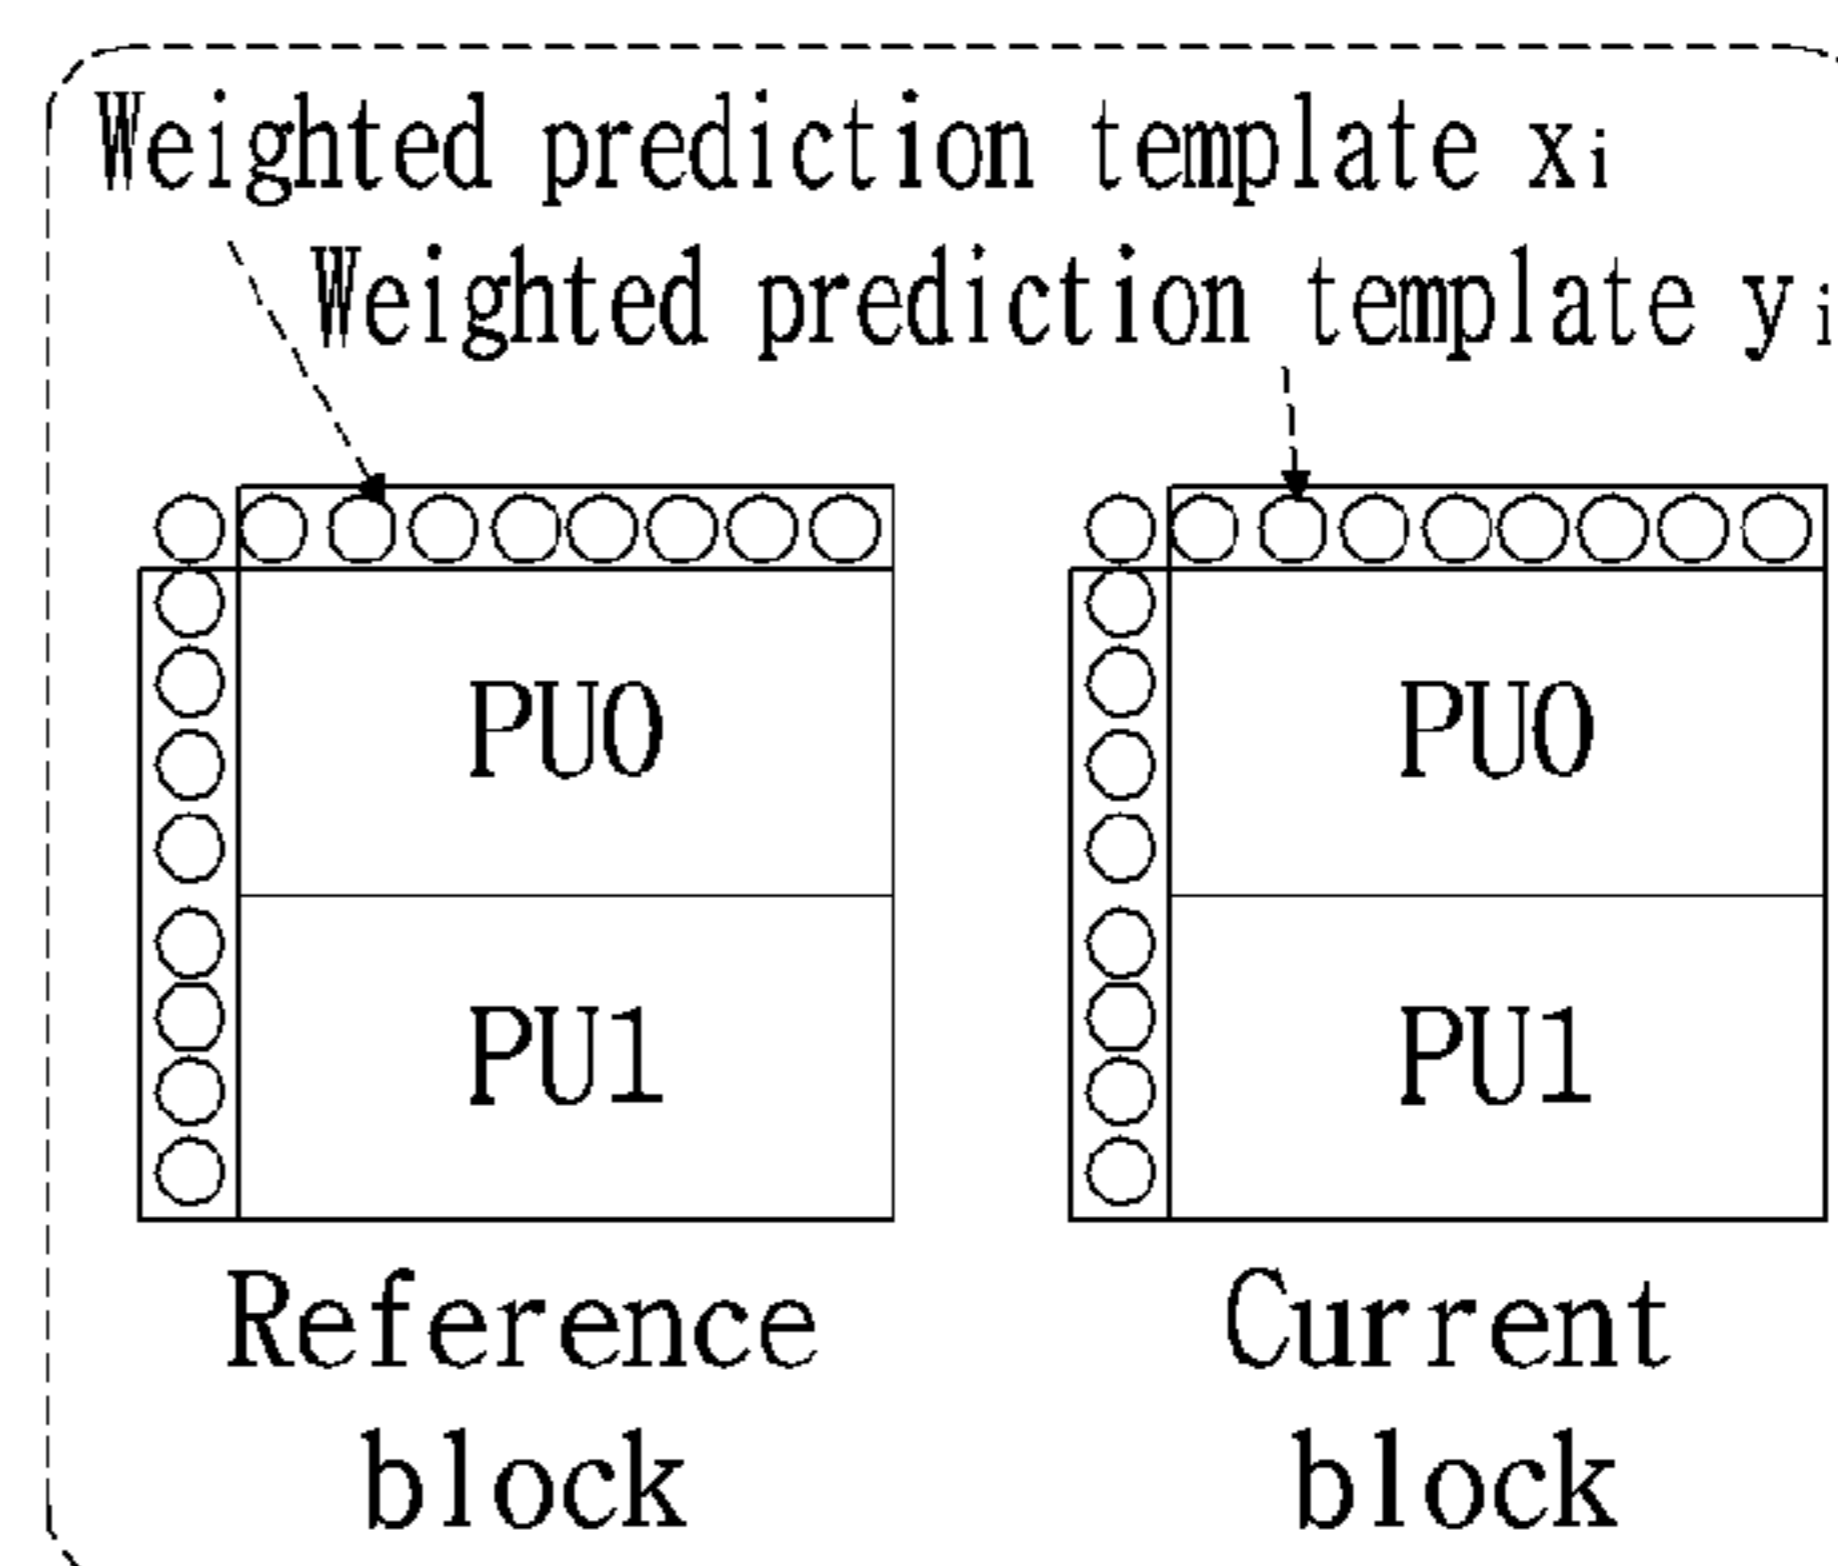 Weighted prediction template xi
Weighted prediction template yi
PU0
PU0
PU1
PU1
Reference
block
Current
block